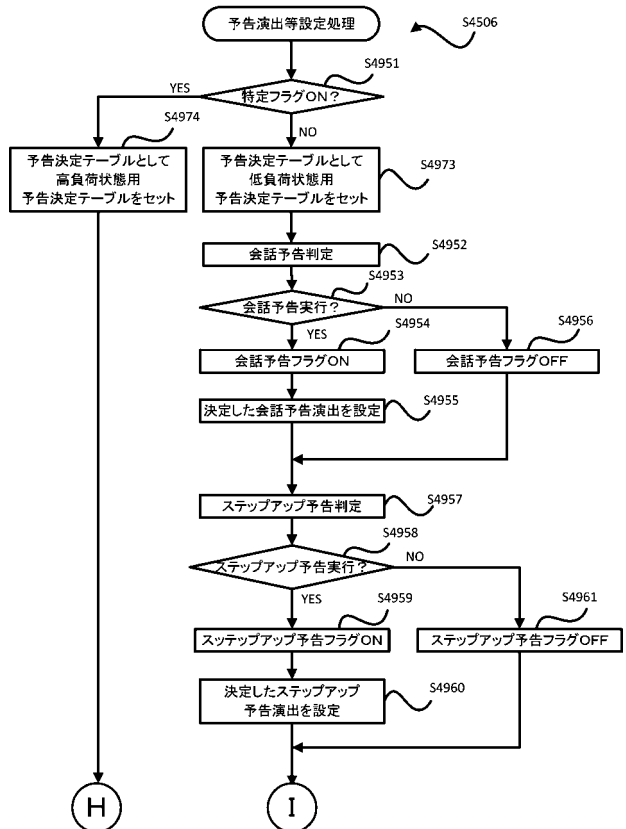 予告演出等設定処理
S4506
S4951
特定フラグON?
YES
NO
S4974
予告決定テーブルとして
高負荷状態用
予告決定テーブルをセット
S4973
予告決定テーブルとして
低負荷状態用
予告決定テーブルをセット
S4952
会話予告判定
S4953
会話予告実行?
NO
YES
S4954
会話予告フラグON
S4956
会話予告フラグOFF
S4955
決定した会話予告演出を設定
S4957
ステップアップ予告判定
S4958
ステップアップ予告実行?
NO
YES
S4959
スッテップアップ予告フラグON
S4961
ステップアップ予告フラグOFF
S4960
決定したステップアップ
予告演出を設定
H
I